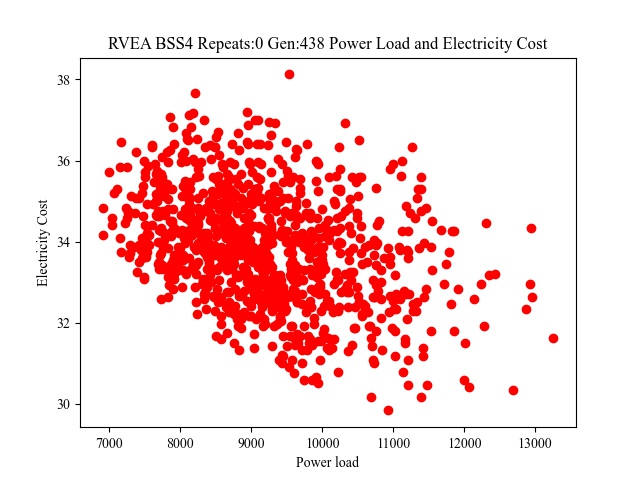 RVEA BSS4 Repeats:0 Gen:438 Power Load and Electricity Cost
38
36
34
32
30
Electricity Cost
7000 8000 9000 10000 11000 12000 13000
Power load